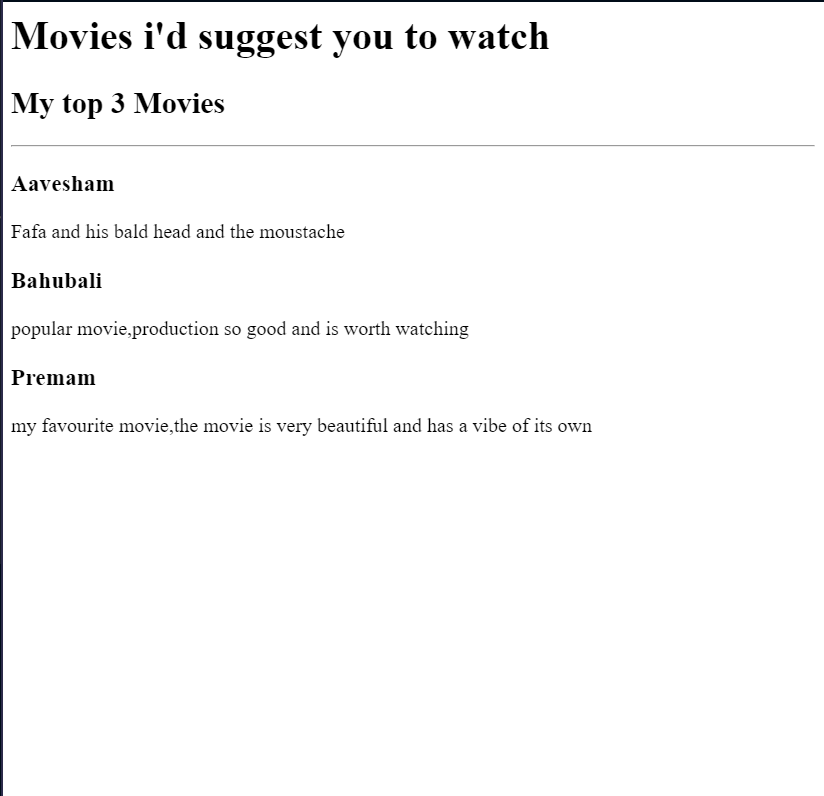 Movies i'd suggest you to watch
My top 3 Movies
Aavesham
Fafa and his bald head and the moustache
Bahubali
popular movie,production so good and is worth watching
Premam
my favourite movie,the movie is very beautiful and has a vibe of its own